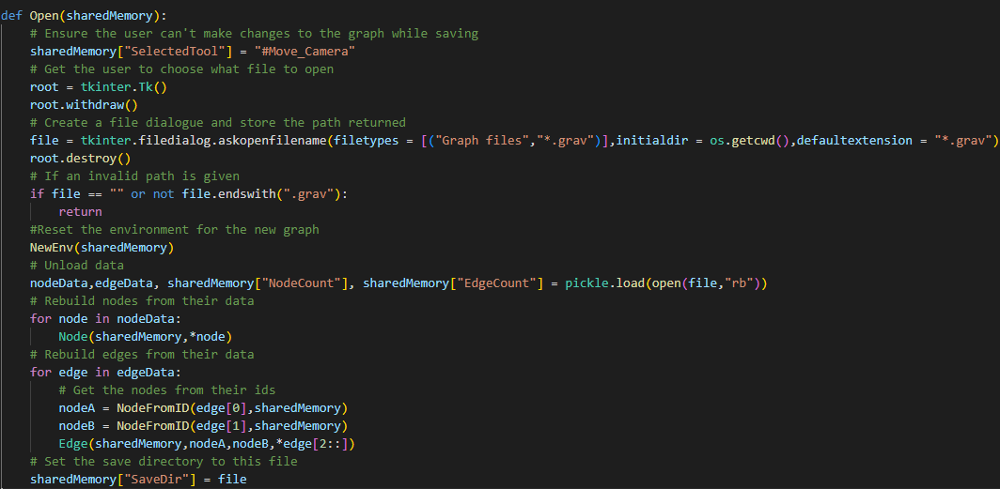 def Open(sharedMemory):
    # Ensure the user can't make changes to the graph while saving
    sharedMemory["SelectedTool"] = "#Move_Camera"
    # Get the user to choose what file to open
    root = tkinter.Tk()
    root.withdraw()
    # Create a file dialogue and store the path returned
    file = tkinter.filedialog.askopenfilename(filetypes = [("Graph files","*.grav")],initialdir = os.getcwd(),defaultextension = "*.grav")
    root.destroy()
    # If an invalid path is given
    if file == "" or not file.endswith(".grav"):
        return
    #Reset the environment for the new graph
    NewEnv(sharedMemory)
    # Unload data
    nodeData,edgeData, sharedMemory["NodeCount"], sharedMemory["EdgeCount"] = pickle.load(open(file,"rb"))
    # Rebuild nodes from their data
    for node in nodeData:
        Node(sharedMemory,*node)
    # Rebuild edges from their data
    for edge in edgeData:
        # Get the nodes from their ids
        nodeA = NodeFromID(edge[0],sharedMemory)
        nodeB = NodeFromID(edge[1],sharedMemory)
        Edge(sharedMemory,nodeA,nodeB,*edge[2::])
    # Set the save directory to this file
    sharedMemory["SaveDir"] = file